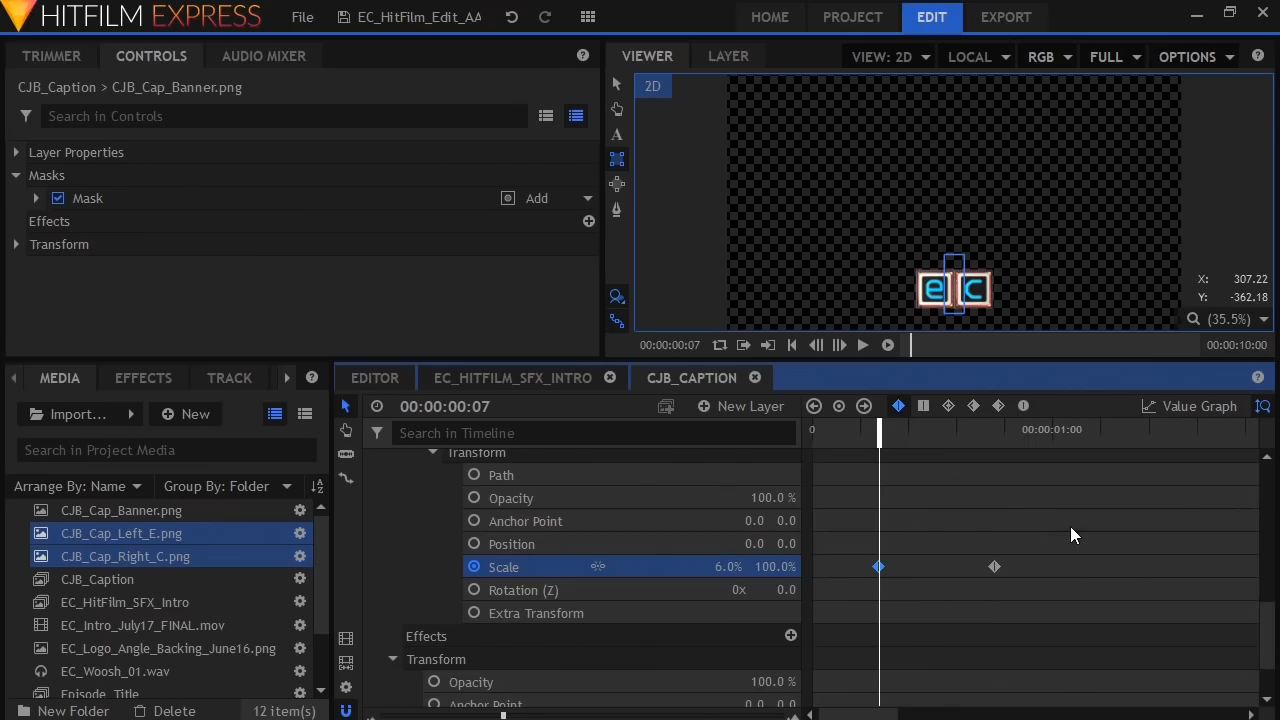 HITFILM EXPRESS File EC_HitFilm_Edit_AA HOME PROJECT EDIT EXPORT
TRIMMER CONTROLS AUDIO MIXER
CJB_Caption > CJB_Cap_Banner.png
Search in Controls
Layer Properties
Masks
Mask Add
Effects
Transform
VIEWER LAYER VIEW: 2D LOCAL RGB FULL OPTIONS
2D
A
e c
X: 307.22
Y: -362.18
(35.5%)
00:00:00:07 00:00:10:00
MEDIA EFFECTS TRACK
Import... New
Search in Project Media
Arrange By: Name Group By: Folder
CJB_Cap_Banner.png
CJB_Cap_Left_E.png
CJB_Cap_Right_C.png
CJB_Caption
EC_HitFilm_SFX_Intro
EC_Intro_July17_FINAL.mov
EC_Logo_Angle_Backing_June16.png
EC_Woosh_01.wav
Episode_Title
New Folder Delete 12 item(s)
EDITOR EC_HITFILM_SFX_INTRO CJB_CAPTION
00:00:00:07 New Layer Value Graph
Search in Timeline 0 00:00:01:00
Transform
Path
Opacity 100.0 %
Anchor Point 0.0 0.0
Position 0.0 0.0
Scale 6.0% 100.0%
Rotation (Z) 0x 0.0
Extra Transform
Effects
Transform
Opacity 100.0 %
Anchor Point 0.0 0.0